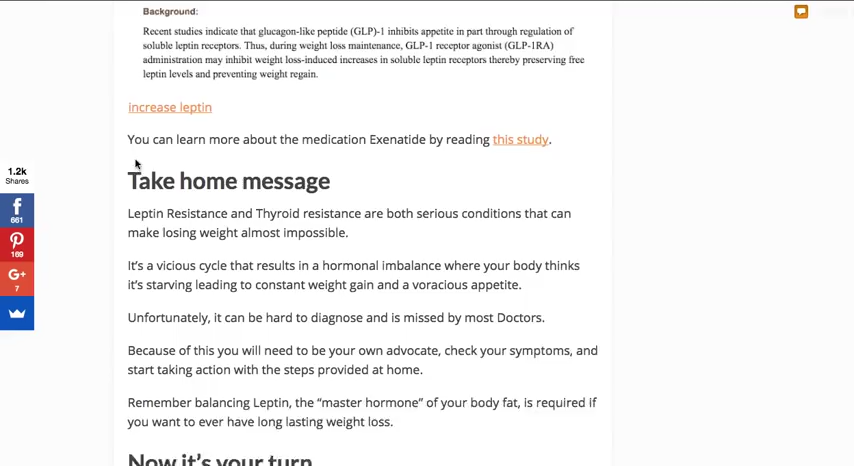 Background:
Recent studies indicate that glucagon-like peptide (GLP)-1 inhibits appetite in part through regulation of
soluble leptin receptors. Thus, during weight loss maintenance, GLP-1 receptor agonist (GLP-1RA)
administration may inhibit weight loss-induced increases in soluble leptin receptors thereby preserving free
leptin levels and preventing weight regain.
increase leptin
You can learn more about the medication Exenatide by reading this study.
1.2k
Shares
661
169
G+
7
Take home message
Leptin Resistance and Thyroid resistance are both serious conditions that can
make losing weight almost impossible.
It's a vicious cycle that results in a hormonal imbalance where your body thinks
it's starving leading to constant weight gain and a voracious appetite.
Unfortunately, it can be hard to diagnose and is missed by most Doctors.
Because of this you will need to be your own advocate, check your symptoms, and
start taking action with the steps provided at home.
Remember balancing Leptin, the “master hormone” of your body fat, is required if
you want to ever have long lasting weight loss.
Now it's your turn